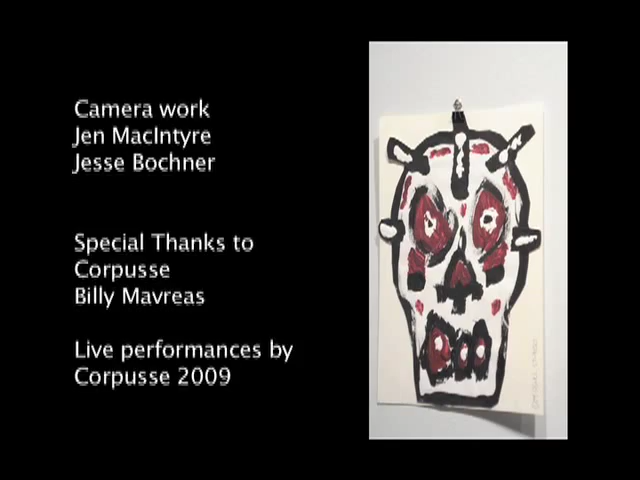 Camera work
Jen MacIntyre
Jesse Bochner
Special Thanks to
Corpusse
Billy Mavreas
Live performances by
Corpusse 2009